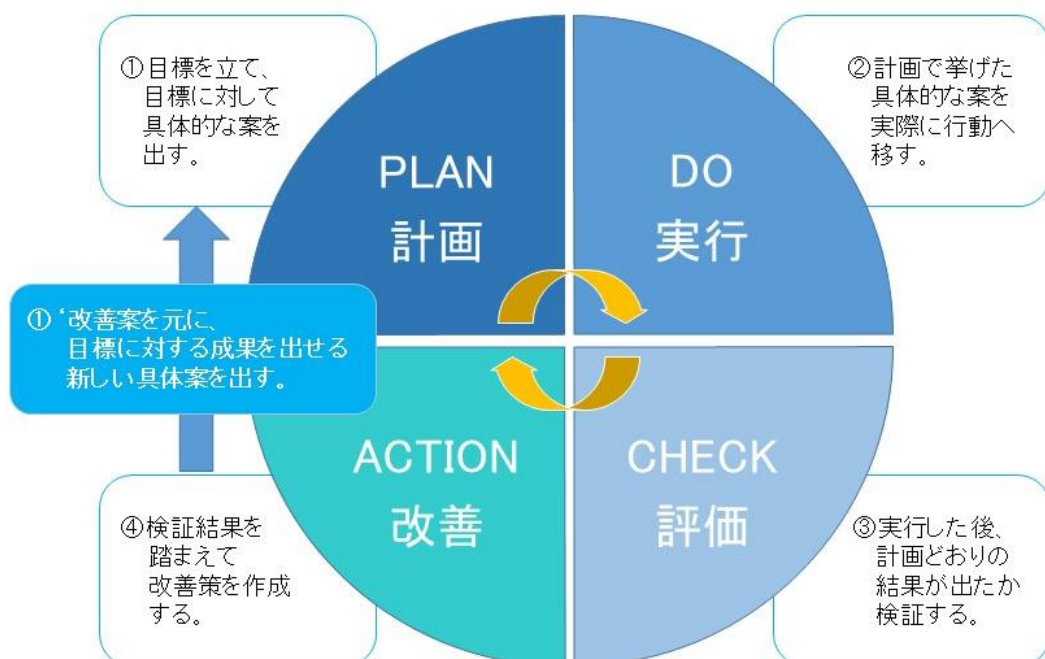 ①目標を立て、
目標に対して
具体的な案を
出す。
PLAN
計画
DO
実行
②計画で挙げた
具体的な案を
実際に行動へ
移す。
①‘改善案を元に、
目標に対する成果を出せる
新しい具体案を出す。
④検証結果を
踏まえて
改善策を作成
する。
ACTION
改善
CHECK
評価
③実行した後、
計画どおりの
結果が出たか
検証する。